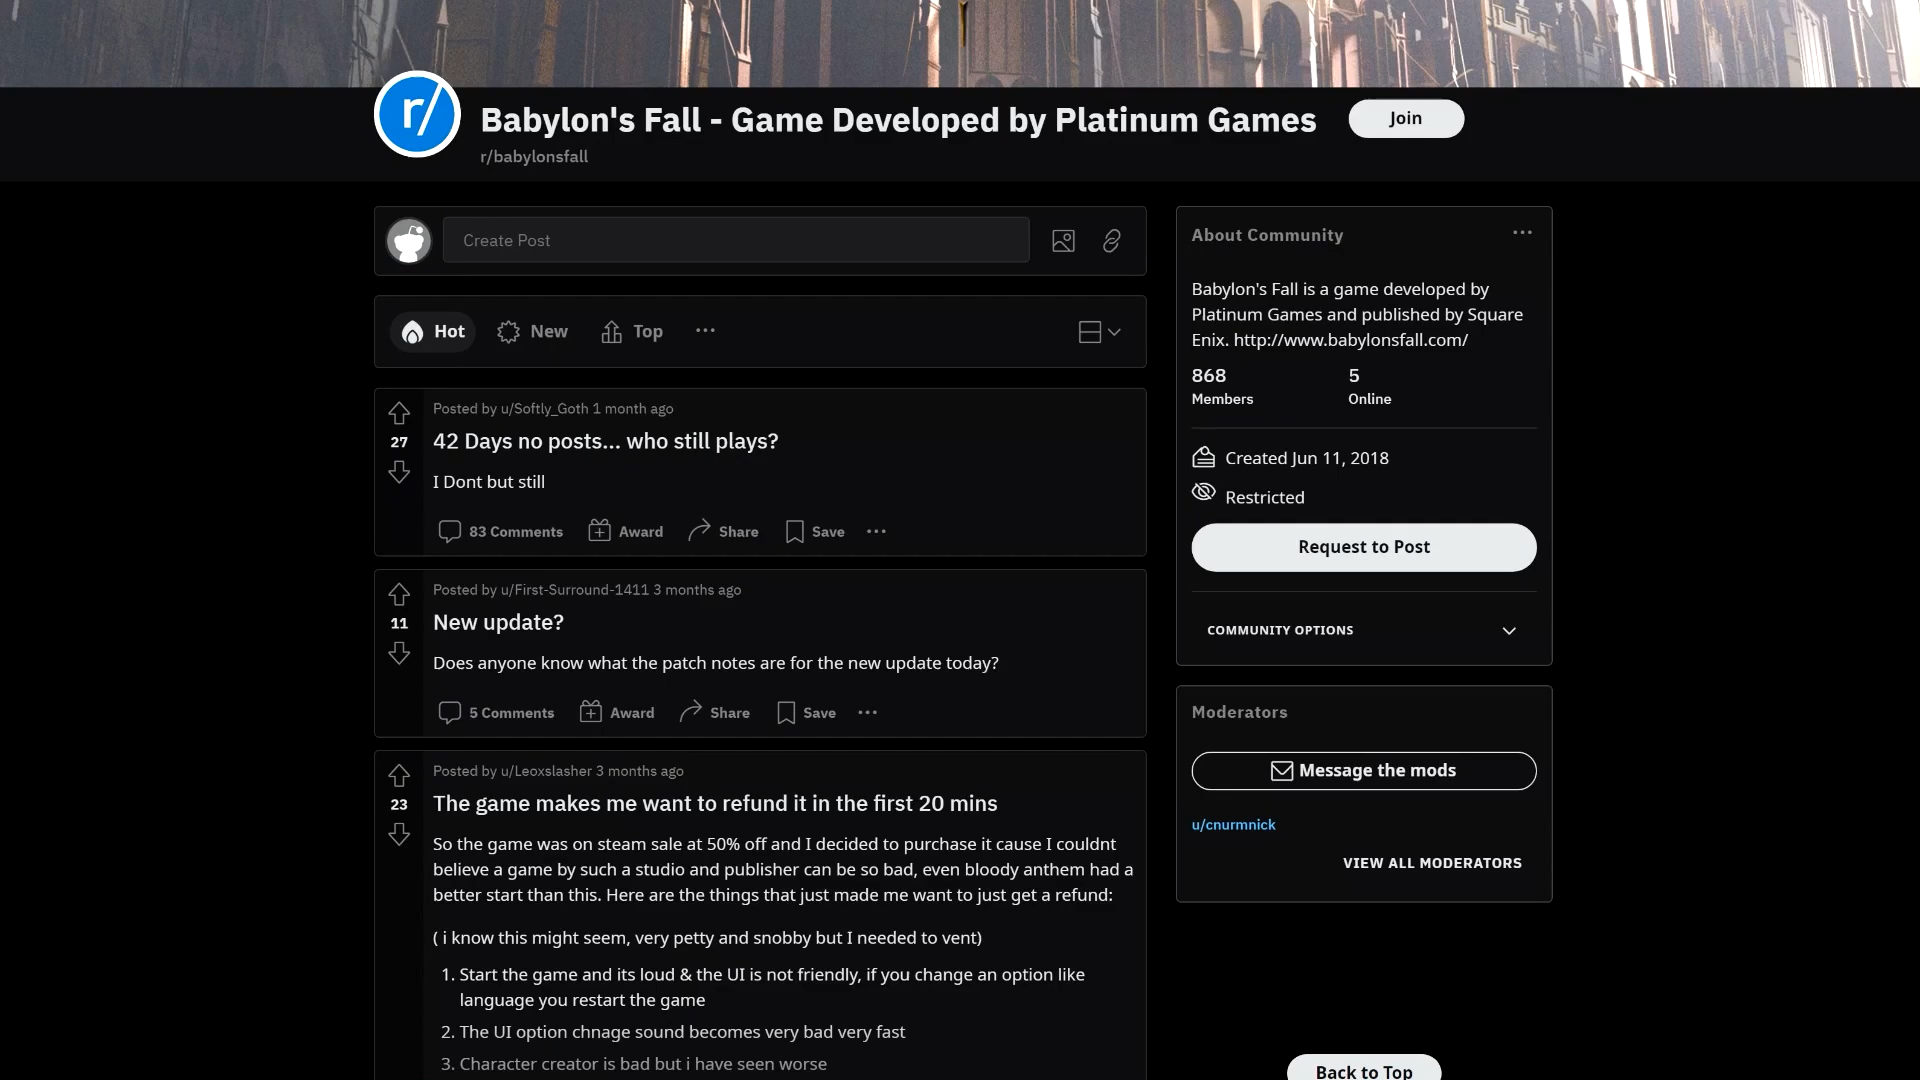 r/
Babylon's Fall - Game Developed by Platinum Games
Join
r/babylonsfall
Create Post
Hot
New
Top
Posted by u/Softly_Goth 1 month ago
27
42 Days no posts... who still plays?
I Dont but still
83 Comments
Award
Share
Save
Posted by u/First-Surround-1411 3 months ago
11
New update?
Does anyone know what the patch notes are for the new update today?
5 Comments
Award
Share
Save
Posted by u/Leoxslasher 3 months ago
23
The game makes me want to refund it in the first 20 mins
So the game was on steam sale at 50% off and I decided to purchase it cause I couldnt
believe a game by such a studio and publisher can be so bad, even bloody anthem had a
better start than this. Here are the things that just made me want to just get a refund:
( i know this might seem, very petty and snobby but I needed to vent)
1. Start the game and its loud & the UI is not friendly, if you change an option like
language you restart the game
2. The UI option chnage sound becomes very bad very fast
3. Character creator is bad but i have seen worse
About Community
Babylon's Fall is a game developed by
Platinum Games and published by Square
Enix. http://www.babylonsfall.com/
868
Members
5
Online
Created Jun 11, 2018
Restricted
Request to Post
COMMUNITY OPTIONS
Moderators
Message the mods
u/cnurmnick
VIEW ALL MODERATORS
Back to Top